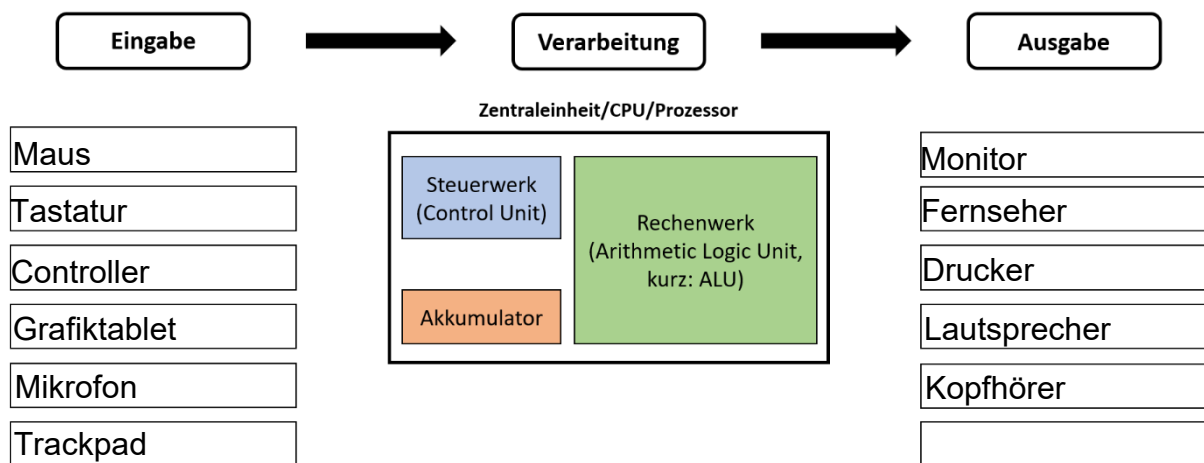 Eingabe
Verarbeitung
Ausgabe
Zentraleinheit/CPU/Prozessor
Maus
Tastatur
Controller
Grafiktablet
Mikrofon
Trackpad
Steuerwerk
(Control Unit)
Akkumulator
Rechenwerk
(Arithmetic Logic Unit,
kurz: ALU)
Monitor
Fernseher
Drucker
Lautsprecher
Kopfhörer